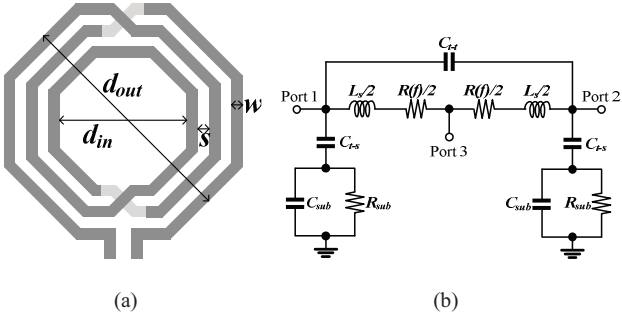 d_out
w
d_in
s
(a)
C_t-t
Port 1
L_s/2
R(f)/2
R(f)/2
L_s/2
Port 2
C_t-s
Port 3
C_t-s
C_sub
R_sub
C_sub
R_sub
(b)